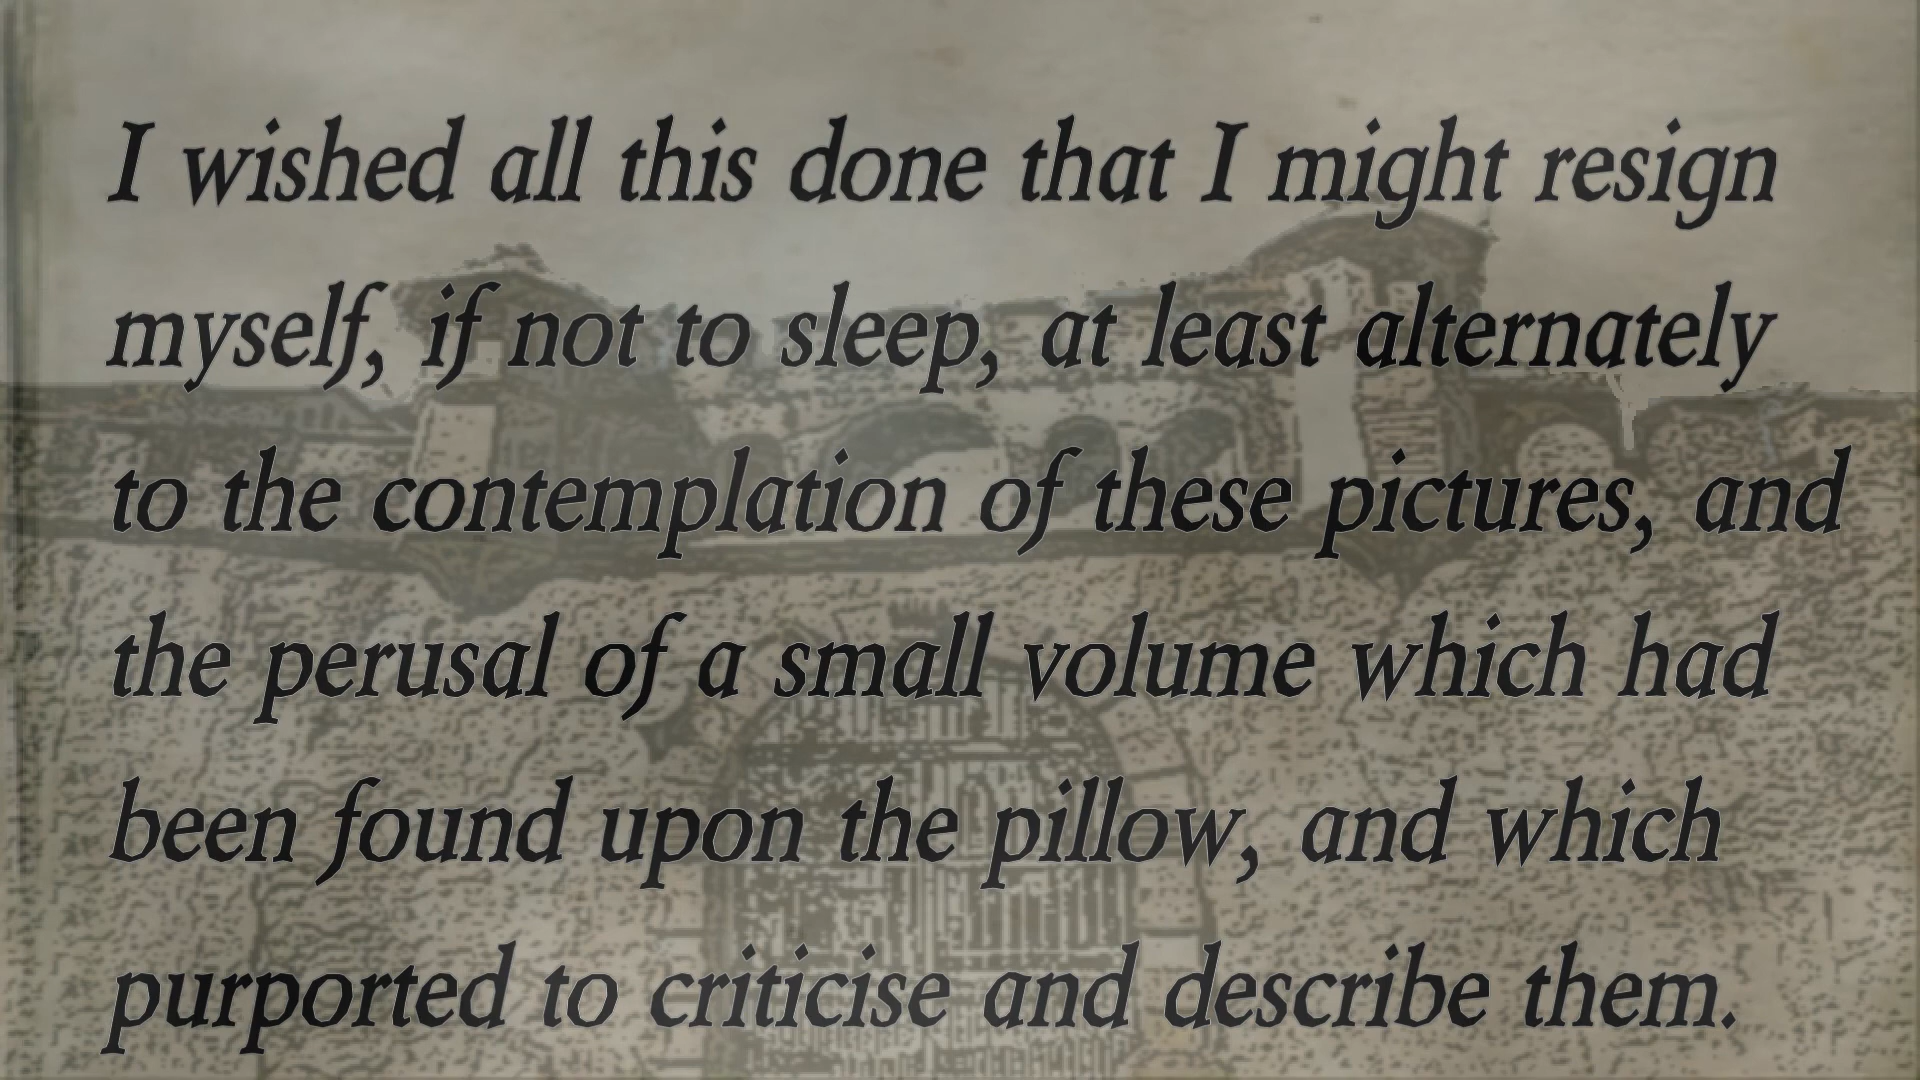 I wished all this done that I might resign
myself, if not to sleep, at least alternately
to the contemplation of these pictures, and
the perusal of a small volume which had
been found upon the pillow, and which
purported to criticise and describe them.